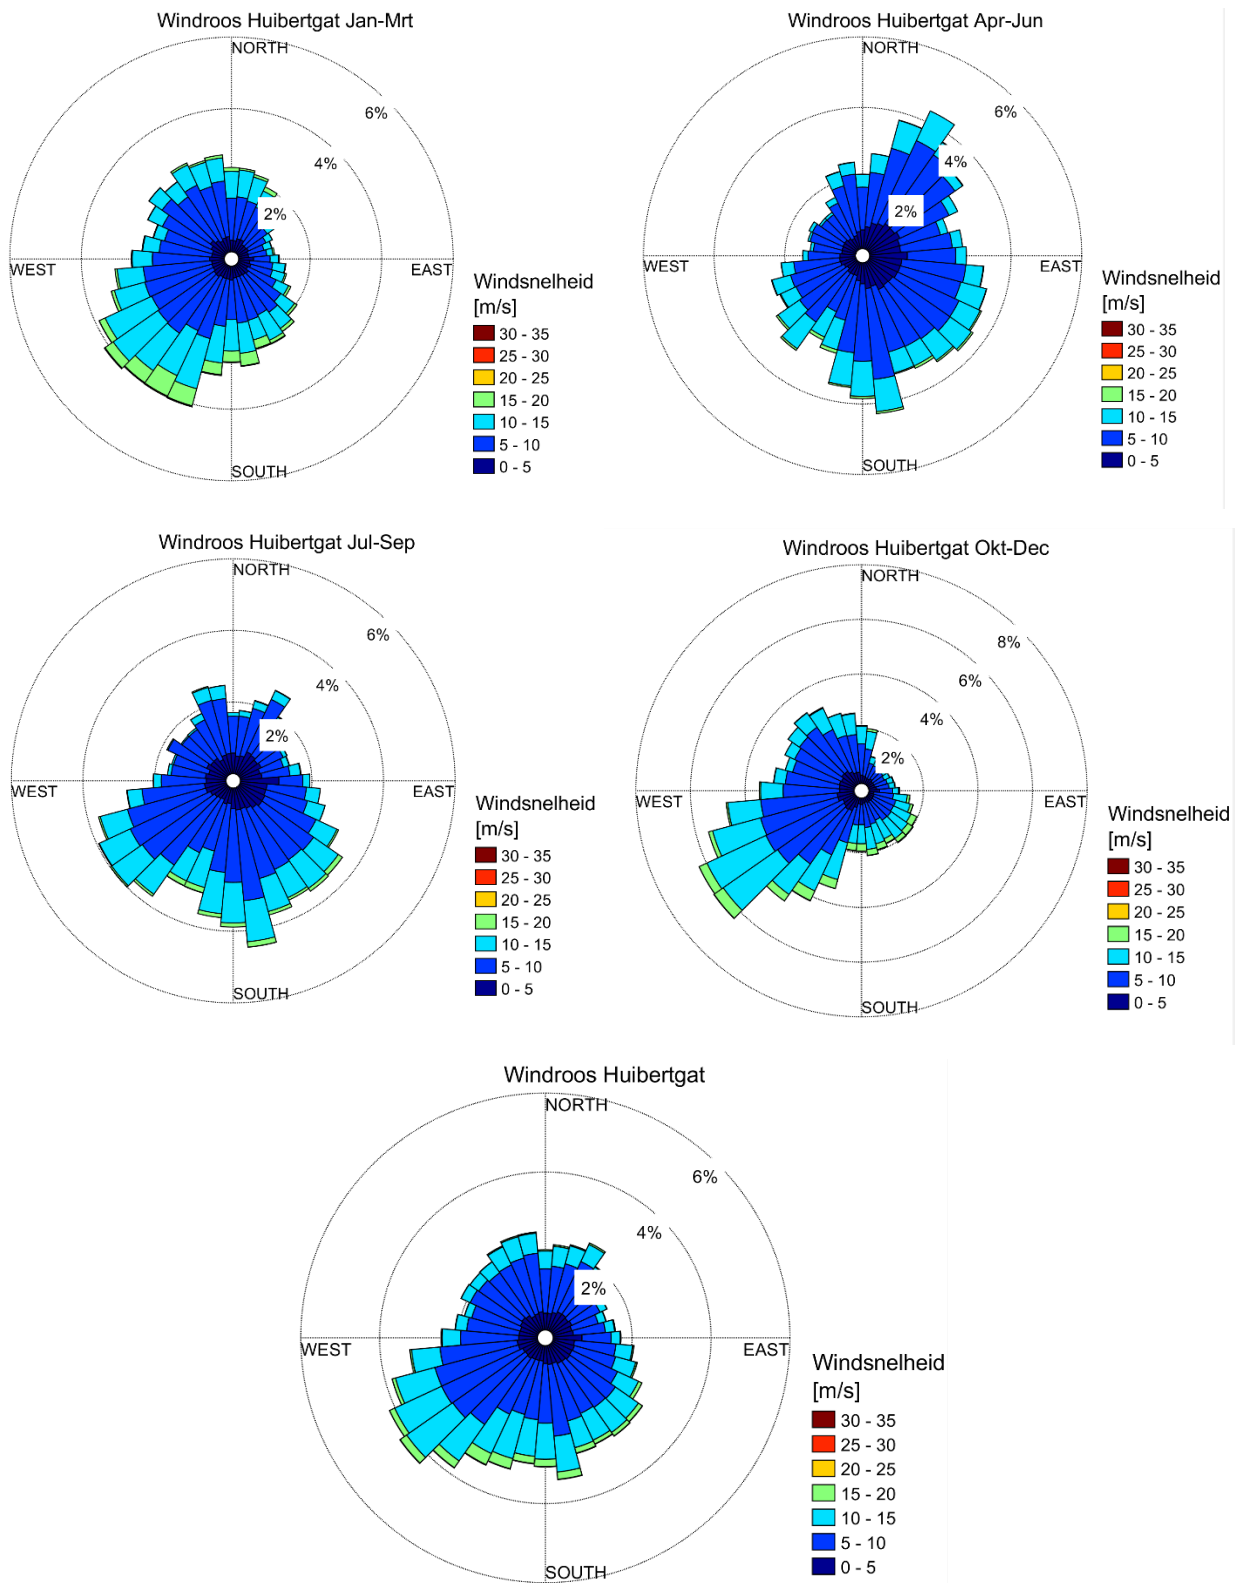 Windroos Huibertgat Jan-Mrt
NORTH
6%
4%
2%
WEST
EAST
SOUTH
Windsnelheid
[m/s]
30 - 35
25 - 30
20 - 25
15 - 20
10 - 15
5 - 10
0 - 5
Windroos Huibertgat Apr-Jun
NORTH
6%
4%
2%
WEST
EAST
SOUTH
Windsnelheid
[m/s]
30 - 35
25 - 30
20 - 25
15 - 20
10 - 15
5 - 10
0 - 5
Windroos Huibertgat Jul-Sep
NORTH
6%
4%
2%
WEST
EAST
SOUTH
Windsnelheid
[m/s]
30 - 35
25 - 30
20 - 25
15 - 20
10 - 15
5 - 10
0 - 5
Windroos Huibertgat Okt-Dec
NORTH
8%
6%
4%
2%
WEST
EAST
SOUTH
Windsnelheid
[m/s]
30 - 35
25 - 30
20 - 25
15 - 20
10 - 15
5 - 10
0 - 5
Windroos Huibertgat
NORTH
6%
4%
2%
WEST
EAST
SOUTH
Windsnelheid
[m/s]
30 - 35
25 - 30
20 - 25
15 - 20
10 - 15
5 - 10
0 - 5